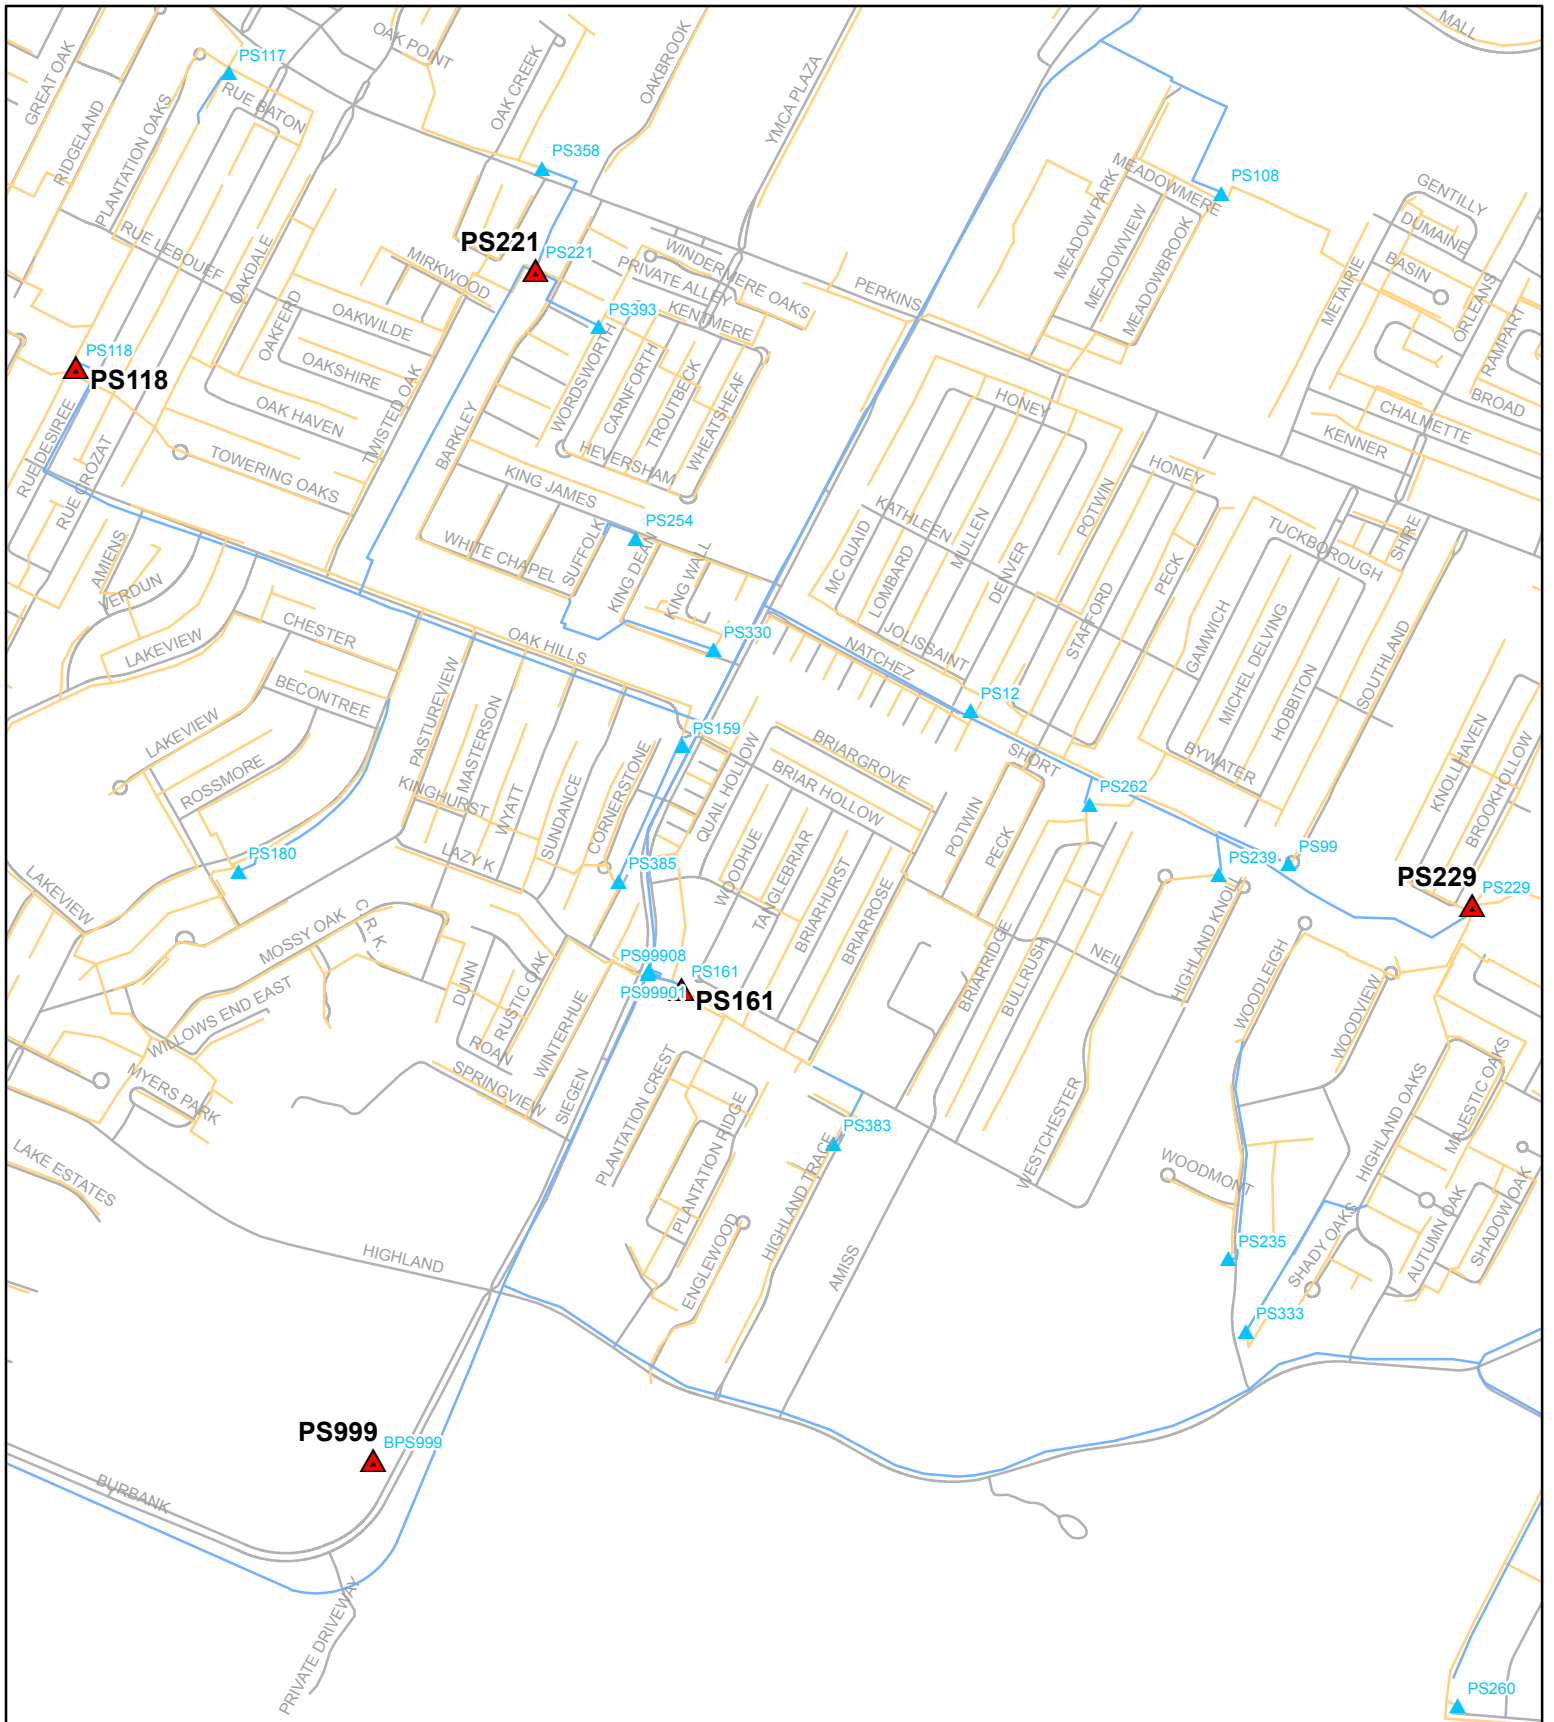 MALL
OAK POINT
GREAT OAK
PS117
OAK CREEK
OAKBROOK
YMCA PLAZA
RIDGELAND
RUE BATON
PLANTATION OAKS
PS358
MEADOWMERE
PS108
GENTILLY
MEADOW PARK
DUMAINE
RUE LEBOUEF
OAKDALE
MIRKWOOD
PS221
PS221
WINDERMERE OAKS
PRIVATE ALLEY
PERKINS
MEADOWVIEW
MEADOWBROOK
BASIN
METAIRIE
ORLEANS
OAKFERD
OAKWILDE
PS393
KENTMERE
RAMPART
PS118
PS118
OAKSHIRE
WORDSWORTH
CARNFORTH
TROUTBECK
WHEATSHEAF
HONEY
BROAD
RUE DESIREE
OAK HAVEN
TWISTED OAK
BARKLEY
CHALMETTE
KENNER
RUE CROZAT
TOWERING OAKS
HEVERSHAM
KING JAMES
HONEY
POTWIN
KATHLEEN
MULLEN
PS254
TUCKBOROUGH
SHIRE
AMIENS
WHITE CHAPEL
SUFFOLK
KING DEAN
KING WALL
MC QUAID
LOMBARD
DENVER
PECK
VERDUN
STAFFORD
LAKEVIEW
CHESTER
OAK HILLS
PS330
JOLISSAINT
NATCHEZ
GAMWICH
MICHEL DELVING
SOUTHLAND
BECONTREE
PASTUREVIEW
PS12
HOBBITON
LAKEVIEW
MASTERSON
PS159
BRIARGROVE
SHORT
BYWATER
KNOLLHAVEN
ROSSMORE
KINGHURST
WYATT
SUNDANCE
CORNERSTONE
QUAIL HOLLOW
BRIAR HOLLOW
PS262
BROOKHOLLOW
PS180
LAZY K
PS385
WOODHUE
TANGLEBRIAR
POTWIN
PECK
PS239
PS99
PS229
PS229
LAKEVIEW
MOSSY OAK
C. R. K.
BRIARHURST
BRIARROSE
HIGHLAND KNOLL
PS99908
PS161
BRIARRIDGE
BULLRUSH
NEIL
WOODLEIGH
DUNN
RUSTIC OAK
PS99901
PS161
WOODVIEW
WILLOWS END EAST
ROAN
WINTERHUE
MYERS PARK
SPRINGVIEW
SIEGEN
PLANTATION CREST
PLANTATION RIDGE
PS383
WESTCHESTER
HIGHLAND OAKS
MAJESTIC OAKS
LAKE ESTATES
WOODMONT
HIGHLAND TRACE
SHADOW OAK
HIGHLAND
ENGLEWOOD
AMISS
PS235
SHADY OAKS
AUTUMN OAK
PS333
PS999
BPS999
BURBANK
PRIVATE DRIVEWAY
PS260